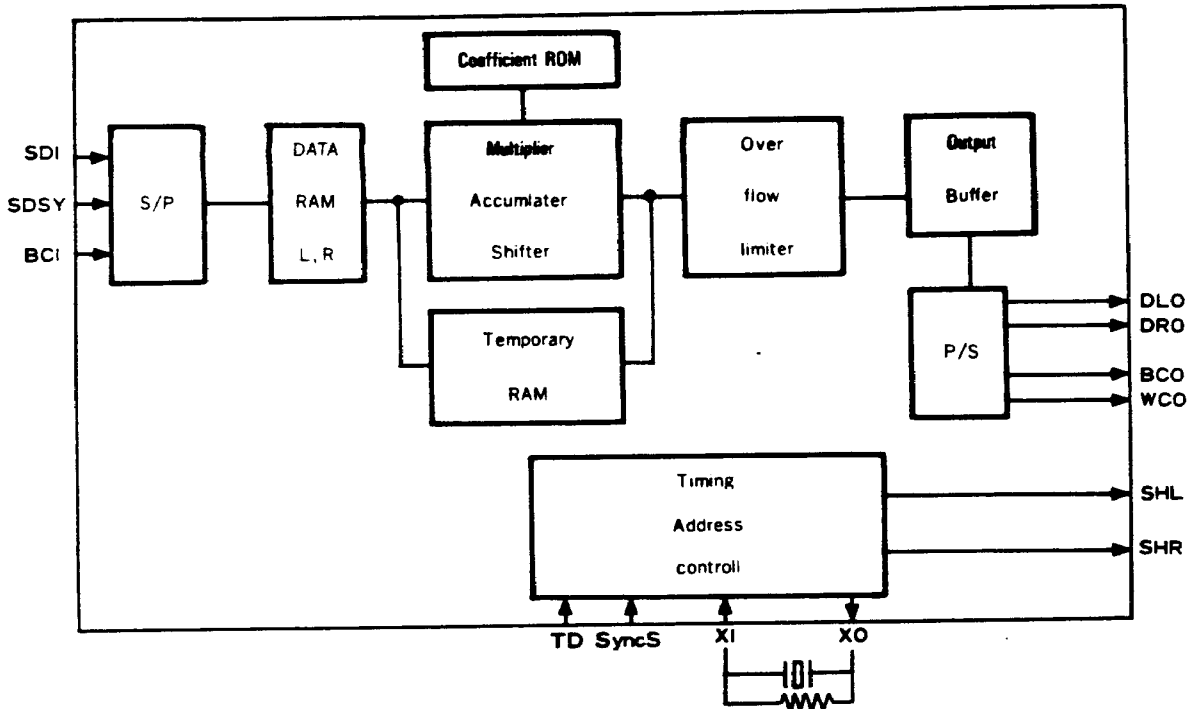 Coefficient ROM
SDI
SDSY
BCI
S/P
DATA
RAM
L, R
Multiplier
Accumlater
Shifter
Over
flow
limiter
Output
Buffer
Temporary
RAM
P/S
DLO
DRO
BCO
WCO
Timing
Address
controll
SHL
SHR
TD SyncS XI XO